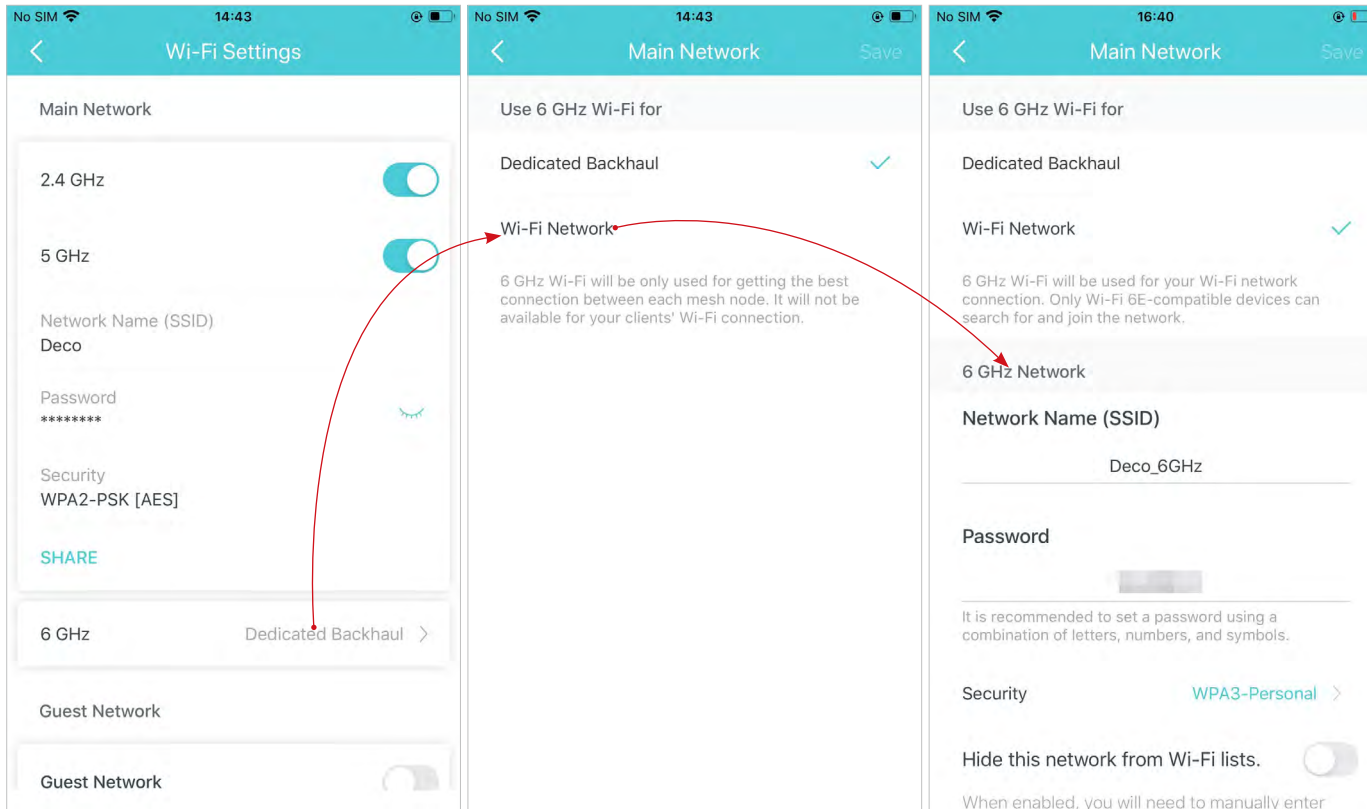 No SIM 14:43
Wi-Fi Settings
Main Network
2.4 GHz
5 GHz
Network Name (SSID)
Deco
Password
********
Security
WPA2-PSK [AES]
SHARE
6 GHz Dedicated Backhaul
Guest Network
Guest Network
No SIM 14:43
Main Network Save
Use 6 GHz Wi-Fi for
Dedicated Backhaul
Wi-Fi Network
6 GHz Wi-Fi will be only used for getting the best
connection between each mesh node. It will not be
available for your clients' Wi-Fi connection.
No SIM 16:40
Main Network Save
Use 6 GHz Wi-Fi for
Dedicated Backhaul
Wi-Fi Network
6 GHz Wi-Fi will be used for your Wi-Fi network
connection. Only Wi-Fi 6E-compatible devices can
search for and join the network.
6 GHz Network
Network Name (SSID)
Deco_6GHz
Password
It is recommended to set a password using a
combination of letters, numbers, and symbols.
Security WPA3-Personal
Hide this network from Wi-Fi lists.
When enabled, you will need to manually enter